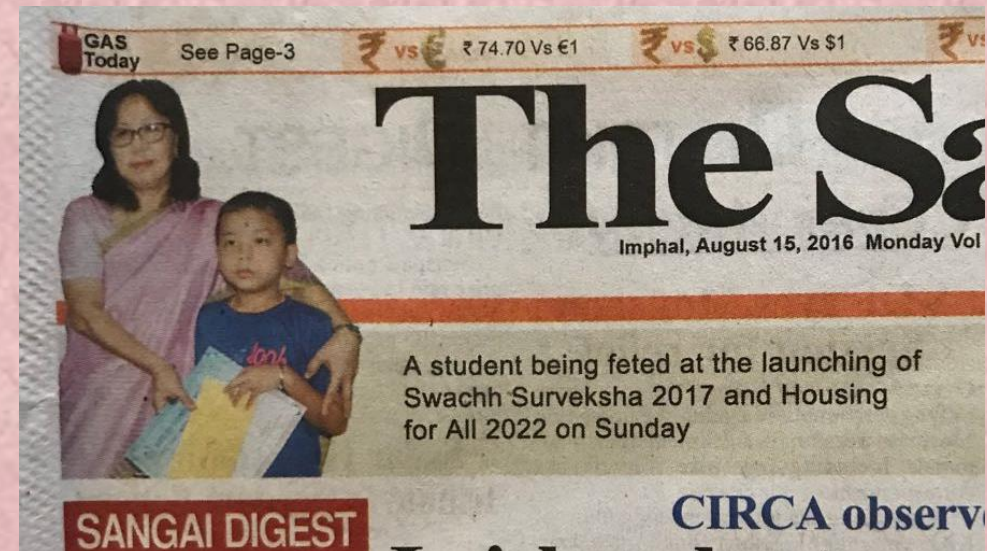 GAS
Today
See Page-3
₹ vs € ₹ 74.70 Vs €1
₹ vs $ ₹ 66.87 Vs $1
₹
The
Imphal, August 15, 2016 Monday Vol
A student being feted at the launching of
Swachh Surveksha 2017 and Housing
for All 2022 on Sunday
SANGAI DIGEST
CIRCA